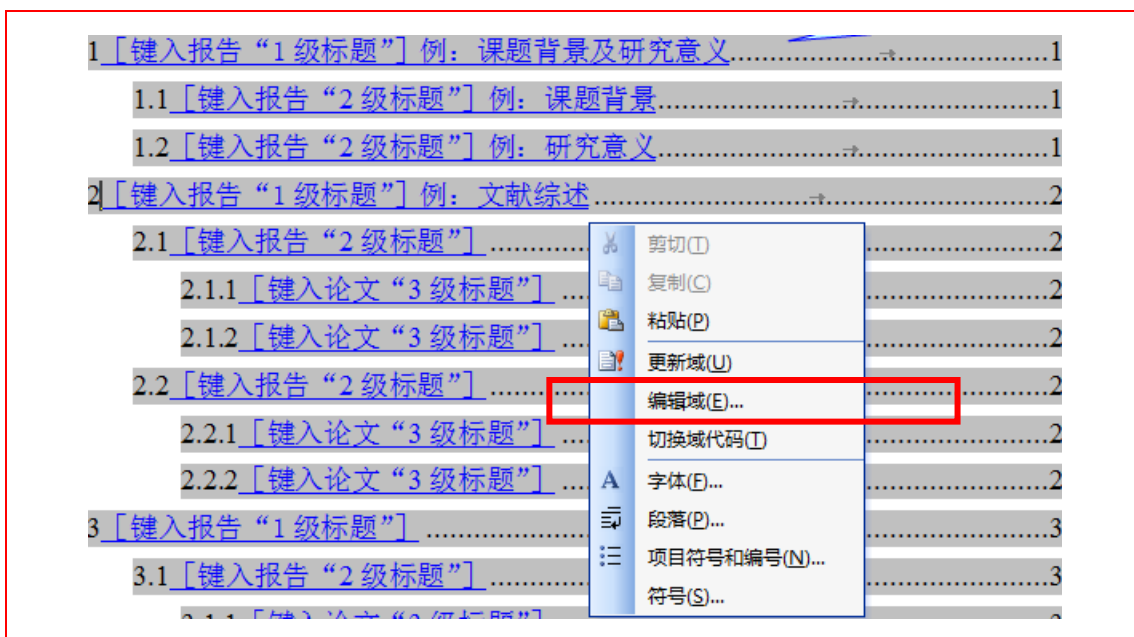 1 [键入报告“1 级标题”] 例：课题背景及研究意义................→...................1
1.1 [键入报告“2 级标题”] 例：课题背景......................→...................1
1.2 [键入报告“2 级标题”] 例：研究意义......................→...................1
2 [键入报告“1 级标题”] 例：文献综述..........................→...................2
2.1 [键入报告“2 级标题”] ............ ...................2
2.1.1 [键入论文“3 级标题”] .... ...................2
2.1.2 [键入论文“3 级标题”] .... ...................2
2.2 [键入报告“2 级标题”] ............ ...................2
2.2.1 [键入论文“3 级标题”] .... ...................2
2.2.2 [键入论文“3 级标题”] .... ...................2
3 [键入报告“1 级标题”] .................. ...................3
3.1 [键入报告“2 级标题”] ............ ...................3
剪切(T)
复制(C)
粘贴(P)
更新域(U)
编辑域(E)...
切换域代码(T)
字体(F)...
段落(P)...
项目符号和编号(N)...
符号(S)...